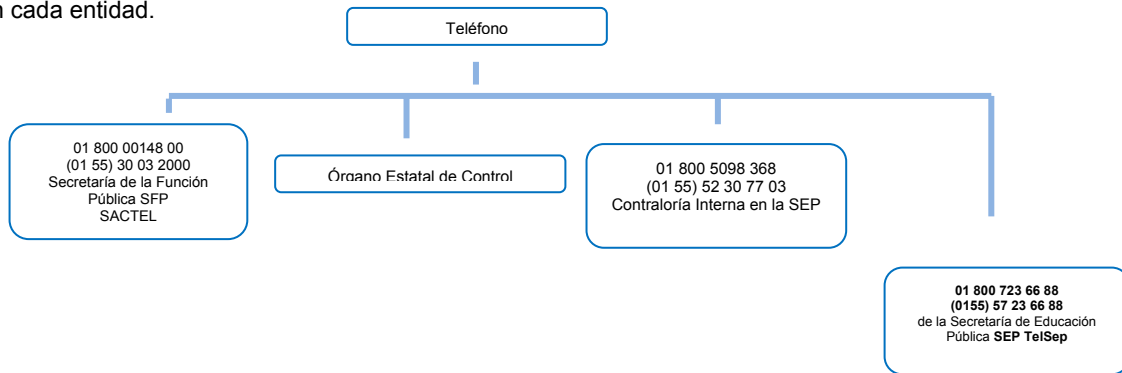 n cada entidad.
Teléfono
01 800 00148 00
(01 55) 30 03 2000
Secretaría de la Función
Pública SFP
SACTEL
Órgano Estatal de Control
01 800 5098 368
(01 55) 52 30 77 03
Contraloría Interna en la SEP
01 800 723 66 88
(0155) 57 23 66 88
de la Secretaría de Educación
Pública SEP TelSep